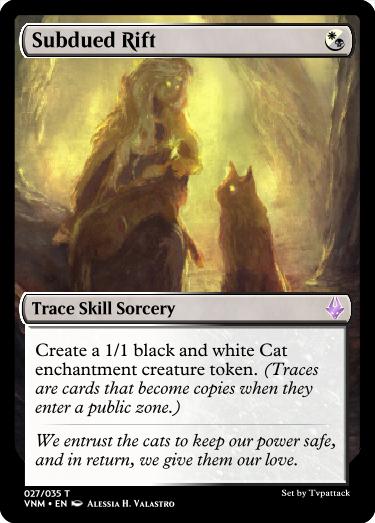 Subdued Rift
Trace Skill Sorcery
Create a 1/1 black and white Cat
enchantment creature token. (Traces
are cards that become copies when they
enter a public zone.)
We entrust the cats to keep our power safe,
and in return, we give them our love.
027/035 T
Set by Tvpattack
VNM • EN Alessia H. Valastro